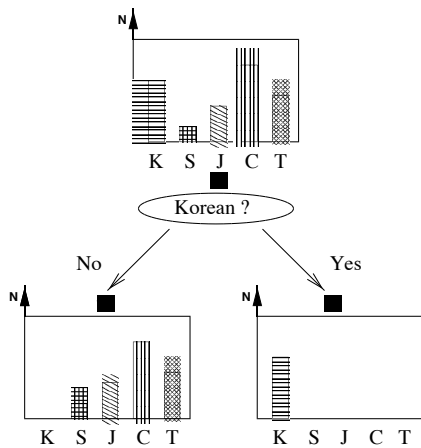 N
K S J C T
Korean ?
No Yes
N N
K S J C T K S J C T